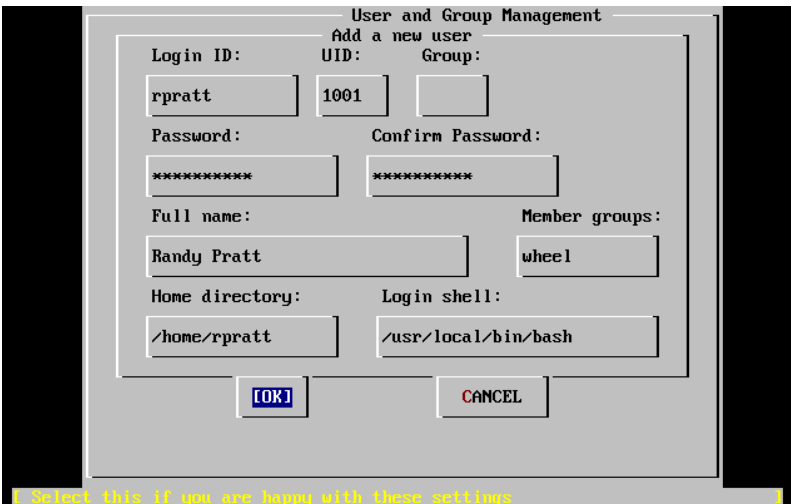 User and Group Management
Add a new user
Login ID: UID: Group:
rpratt 1001
Password: Confirm Password:
********** **********
Full name: Member groups:
Randy Pratt wheel
Home directory: Login shell:
/home/rpratt /usr/local/bin/bash
[OK] CANCEL
[ Select this if you are happy with these settings ]